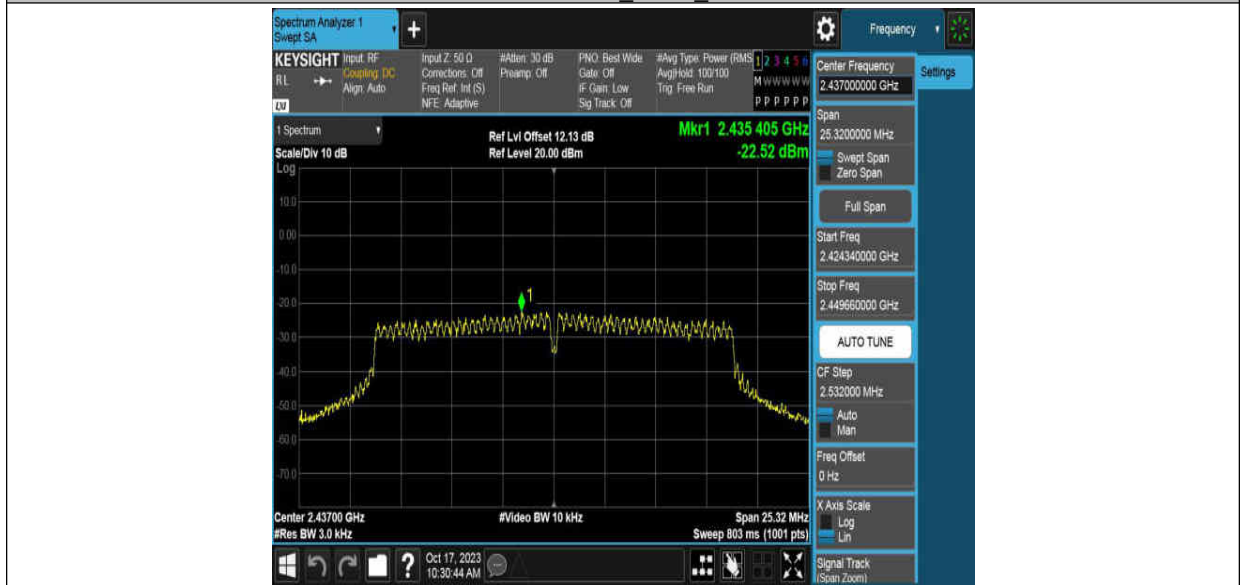 Spectrum Analyzer 1
Swept SA
+
Frequency
KEYSIGHT
RL
LXI
Input: RF
Coupling: DC
Align: Auto
Input Z: 50 Ω
Corrections: Off
Freq Ref: Int (S)
NFE: Adaptive
#Atten: 30 dB
Preamp: Off
PNO: Best Wide
Gate: Off
IF Gain: Low
Sig Track: Off
#Avg Type: Power (RMS
Avg|Hold: 100/100
Trig: Free Run
1 2 3 4 5 6
M W W W W W
P P P P P P
1 Spectrum
Scale/Div 10 dB
Log
Ref Lvl Offset 12.13 dB
Ref Level 20.00 dBm
Mkr1 2.435 405 GHz
-22.52 dBm
10.0
0.00
-10.0
-20.0
-30.0
-40.0
-50.0
-60.0
-70.0
1
Center 2.43700 GHz
#Res BW 3.0 kHz
#Video BW 10 kHz
Span 25.32 MHz
Sweep 803 ms (1001 pts)
?
Oct 17, 2023
10:30:44 AM
Center Frequency
2.437000000 GHz
Settings
Span
25.3200000 MHz
Swept Span
Zero Span
Full Span
Start Freq
2.424340000 GHz
Stop Freq
2.449660000 GHz
AUTO TUNE
CF Step
2.532000 MHz
Auto
Man
Freq Offset
0 Hz
X Axis Scale
Log
Lin
Signal Track
(Span Zoom)